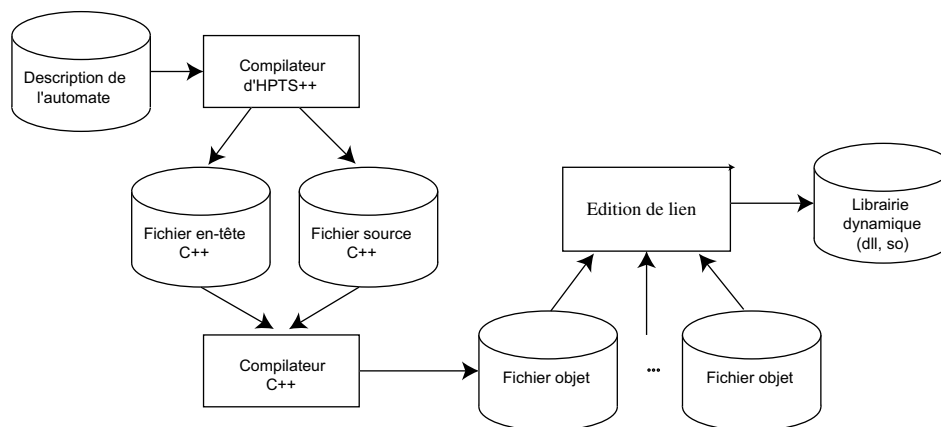 Description de
l'automate
Compilateur
d'HPTS++
Fichier en-tête
C++
Fichier source
C++
Compilateur
C++
Edition de lien
Librairie
dynamique
(dll, so)
Fichier objet
...
Fichier objet